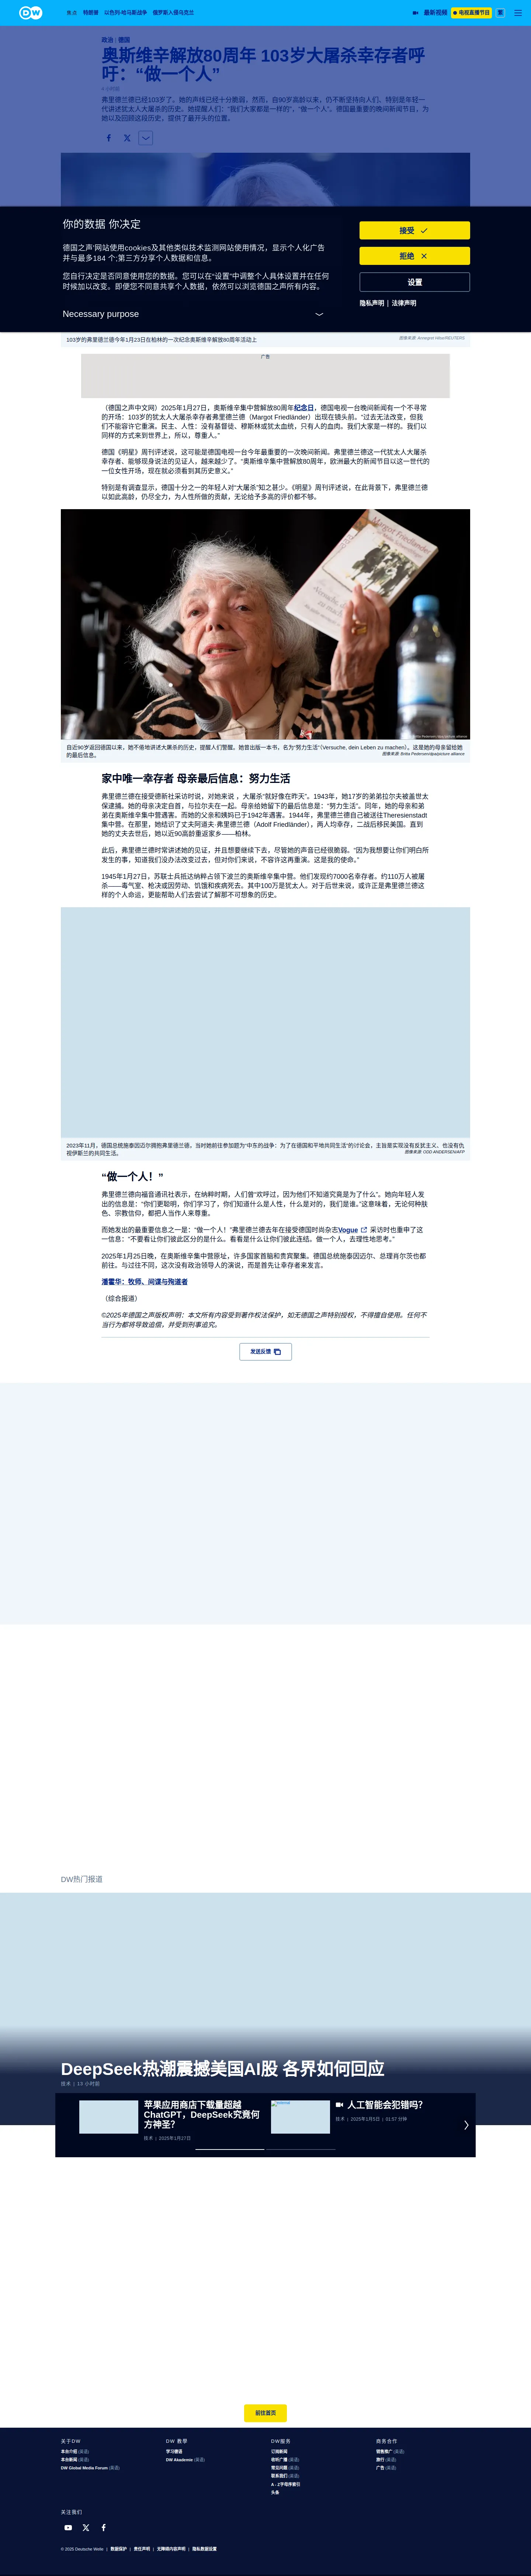 DW
焦点
特朗普
以色列-哈马斯战争
俄罗斯入侵乌克兰
最新视频
电视直播节目
繁
政治
德国
奥斯维辛解放80周年 103岁大屠杀幸存者呼
吁：“做一个人”
弗里德兰德已经103岁了。她的声线已经十分脆弱。然而，自90岁高龄以来，仍不断坚持向人们、特别是年轻一
代讲述犹太人大屠杀的历史。她提醒人们：“我们大家都是一样的”，“做一个人”。德国最重要的晚间新闻节目，为
她以及回顾这段历史，提供了最开头的位置。
你的数据 你决定
德国之声’网站使用cookies及其他类似技术监测网站使用情况，显示个人化广告
并与最多184 个;第三方分享个人数据和信息。
您自行决定是否同意使用您的数据。您可以在“设置”中调整个人具体设置并在任何
时候加以改变。即便您不同意共享个人数据，依然可以浏览德国之声所有内容。
Necessary purpose
接受
拒绝
设置
隐私声明 | 法律声明
103岁的弗里德兰德今年1月23日在柏林的一次纪念奥斯维辛解放80周年活动上
图像来源: Annegret Hilse/REUTERS
广告
（德国之声中文网）2025年1月27日，奥斯维辛集中营解放80周年纪念日，德国电视一台晚间新闻有一个不寻常
的开场：103岁的犹太人大屠杀幸存者弗里德兰德（Margot Friedländer）出现在镜头前。“过去无法改变，但我
们不能容许它重演。民主、人性：没有基督徒、穆斯林或犹太血统，只有人的血肉。我们大家是一样的。我们以
同样的方式来到世界上，所以，尊重人。”
德国《明星》周刊评述说，这可能是德国电视一台今年最重要的一次晚间新闻。弗里德兰德这一代犹太人大屠杀
幸存者、能够现身说法的见证人，越来越少了。“奥斯维辛集中营解放80周年，欧洲最大的新闻节目以这一世代的
一位女性开场，现在就必须看到其历史意义。”
特别是有调查显示，德国十分之一的年轻人对“大屠杀”知之甚少。《明星》周刊评述说，在此背景下，弗里德兰德
以如此高龄，仍尽全力，为人性所做的贡献，无论给予多高的评价都不够。
自近90岁返回德国以来，她不倦地讲述大屠杀的历史，提醒人们警醒。她曾出版一本书，名为“努力生活”（Versuche, dein Leben zu machen）。这是她的母亲留给她
的最后信息。
图像来源: Britta Pedersen/dpa/picture alliance
家中唯一幸存者 母亲最后信息：努力生活
弗里德兰德在接受德新社采访时说，对她来说 ，大屠杀“就好像在昨天”。1943年，她17岁的弟弟拉尔夫被盖世太
保逮捕。她的母亲决定自首，与拉尔夫在一起。母亲给她留下的最后信息是：“努力生活”。同年，她的母亲和弟
弟在奥斯维辛集中营遇害。而她的父亲和姨妈已于1942年遇害。1944年，弗里德兰德自己被送往Theresienstadt
集中营。在那里，她结识了丈夫阿道夫·弗里德兰德（Adolf Friedländer），两人均幸存，二战后移民美国。直到
她的丈夫去世后，她以近90高龄重返家乡——柏林。
此后，弗里德兰德时常讲述她的见证，并且想要继续下去，尽管她的声音已经很脆弱。“因为我想要让你们明白所
发生的事，知道我们没办法改变过去，但对你们来说，不容许这再重演。这是我的使命。”
1945年1月27日，苏联士兵抵达纳粹占领下波兰的奥斯维辛集中营。他们发现约7000名幸存者。约110万人被屠
杀——毒气室、枪决或因劳动、饥饿和疾病死去。其中100万是犹太人。对于后世来说，或许正是弗里德兰德这
样的个人命运，更能帮助人们去尝试了解那不可想象的历史。
2023年11月，德国总统施泰因迈尔拥抱弗里德兰德。当时她前往参加题为“中东的战争：为了在德国和平地共同生活”的讨论会，主旨是实现没有反犹主义、也没有仇
视伊斯兰的共同生活。
图像来源: ODD ANDERSEN/AFP
“做一个人！”
弗里德兰德向福音通讯社表示，在纳粹时期，人们曾“欢呼过，因为他们不知道究竟是为了什么”。她向年轻人发
出的信息是：“你们更聪明，你们学习了，你们知道什么是人性，什么是对的，我们是谁。”这意味着，无论何种肤
色、宗教信仰，都把人当作人来尊重。
而她发出的最重要信息之一是：“做一个人！”弗里德兰德去年在接受德国时尚杂志Vogue 采访时也重申了这
一信息：“不要看让你们彼此区分的是什么。看看是什么让你们彼此连结。做一个人，去理性地思考。”
2025年1月25日晚，在奥斯维辛集中营原址，许多国家首脑和贵宾聚集。德国总统施泰因迈尔、总理肖尔茨也都
前往。与过往不同，这次没有政治领导人的演说，而是首先让幸存者来发言。
潘霍华：牧师、间谍与殉道者
（综合报道）
©2025年德国之声版权声明：本文所有内容受到著作权法保护，如无德国之声特别授权，不得擅自使用。任何不
当行为都将导致追偿，并受到刑事追究。
发送反馈
DW热门报道
DeepSeek热潮震撼美国AI股 各界如何回应
技术 | 13 小时前
苹果应用商店下载量超越
ChatGPT，DeepSeek究竟何
方神圣？
技术 | 2025年1月27日
人工智能会犯错吗？
技术 | 2025年1月5日 | 01:57 分钟
前往首页
关于DW
本台介绍 (英语)
本台新闻 (英语)
DW Global Media Forum (英语)
DW 教学
学习德语
DW Akademie (英语)
DW服务
订阅新闻
收听广播 (英语)
常见问题 (英语)
联系我们 (英语)
A - Z字母序索引
头条
商务合作
销售推广 (英语)
旅行 (英语)
广告 (英语)
关注我们
© 2025 Deutsche Welle | 数据保护 | 责任声明 | 无障碍内容声明 | 隐私数据设置